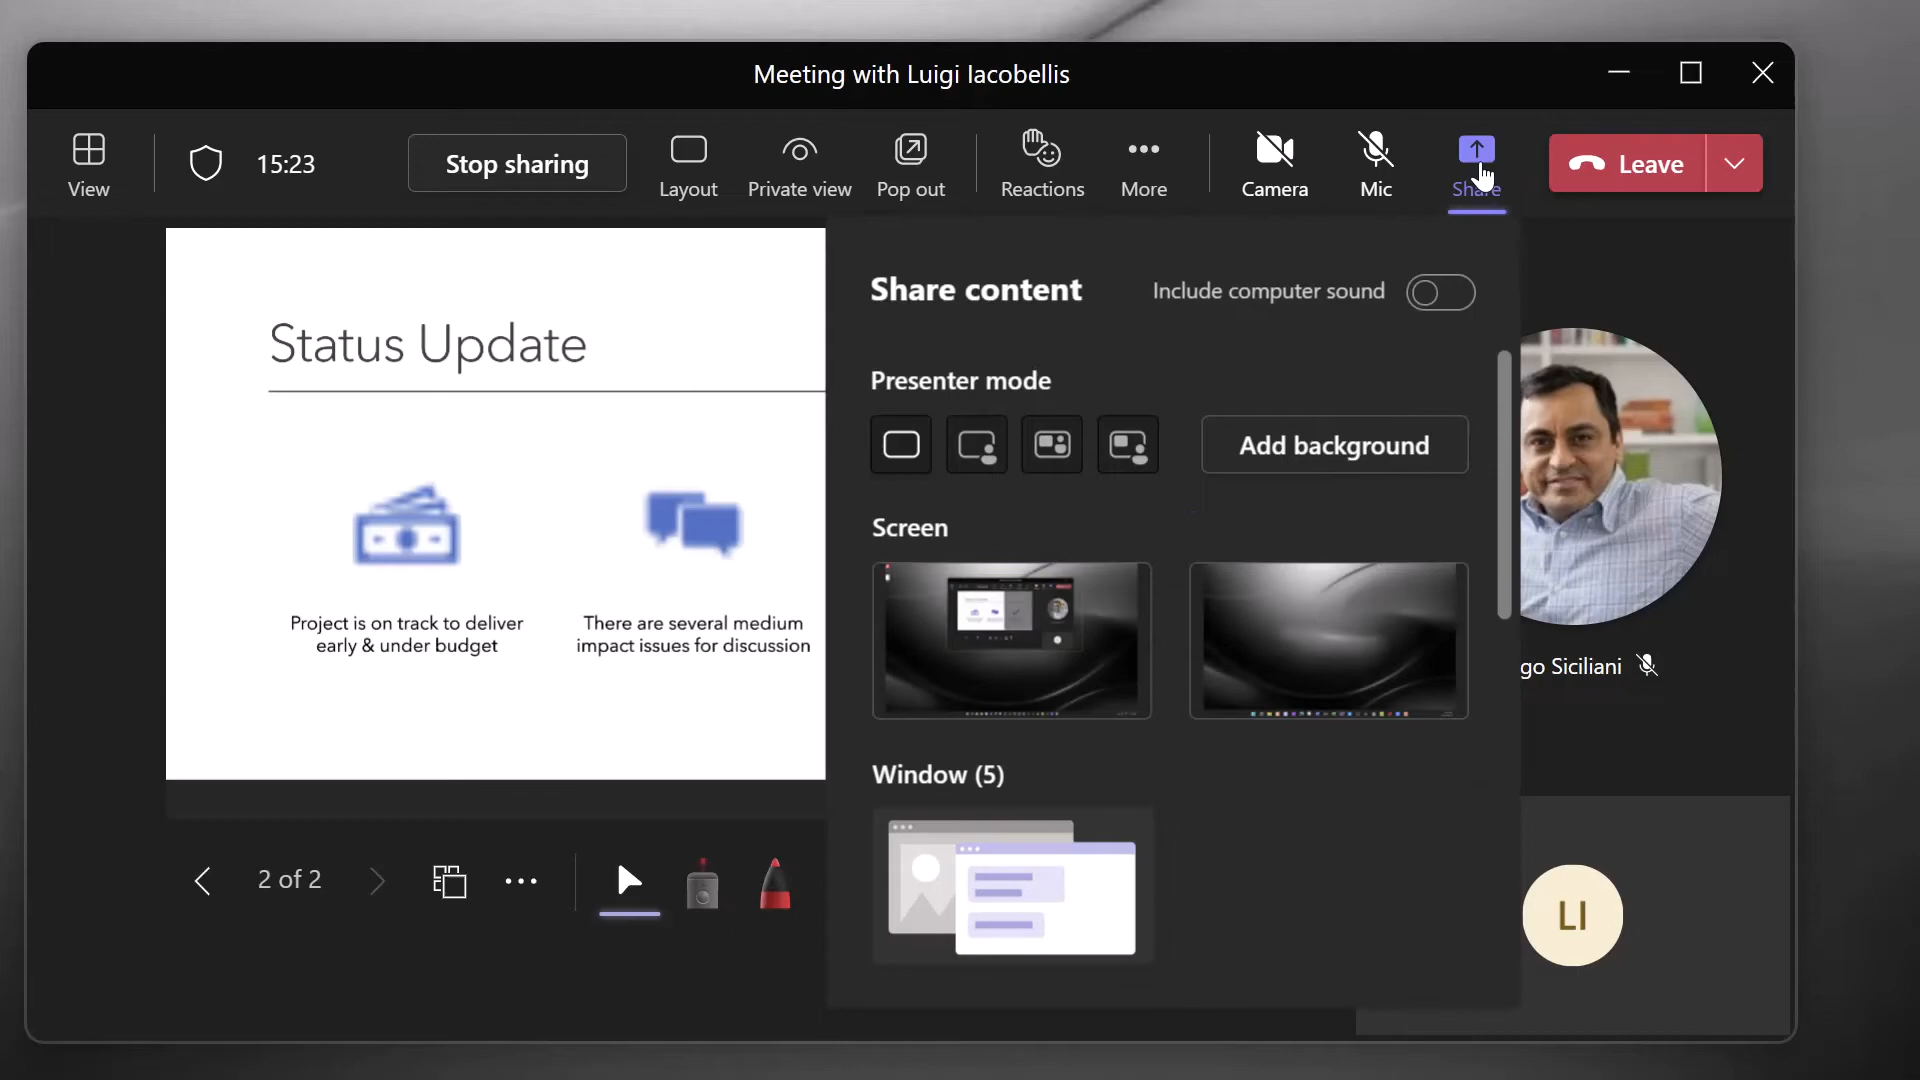 Meeting with Luigi Iacobellis
View
15:23
Stop sharing
Layout
Private view
Pop out
Reactions
More
Camera
Mic
Share
Leave
Status Update
Project is on track to deliver
early & under budget
There are several medium
impact issues for discussion
Share content
Include computer sound
Presenter mode
Add background
Screen
Window (5)
go Siciliani
2 of 2
LI